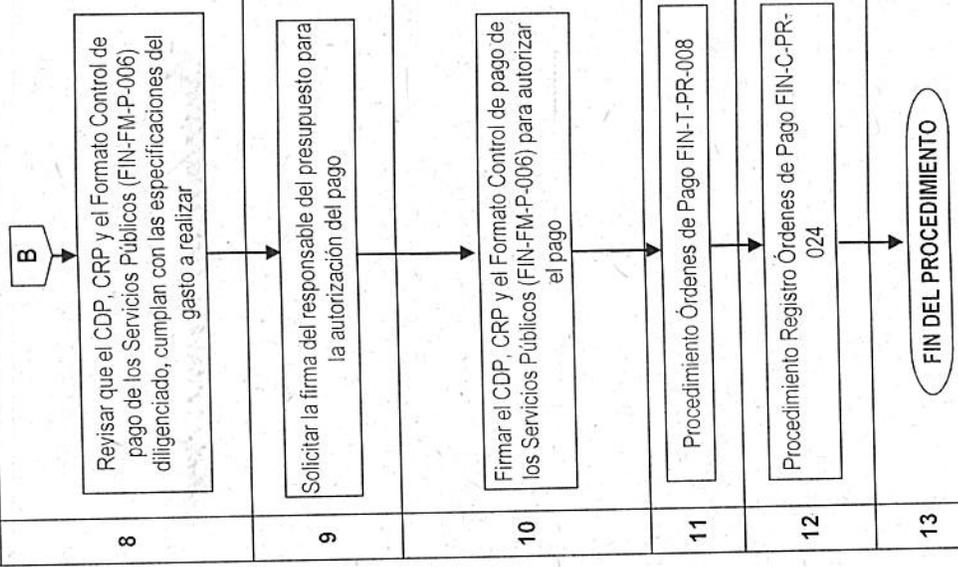 B
8
Revisar que el CDP, CRP y el Formato Control de
pago de los Servicios Públicos (FIN-FM-P-006)
diligenciado, cumplan con las especificaciones del
gasto a realizar
9
Solicitar la firma del responsable del presupuesto para
la autorización del pago
10
Firmar el CDP, CRP y el Formato Control de pago de
los Servicios Públicos (FIN-FM-P-006) para autorizar
el pago
11
Procedimiento Órdenes de Pago FIN-T-PR-008
12
Procedimiento Registro Órdenes de Pago FIN-C-PR-
024
13
FIN DEL PROCEDIMIENTO